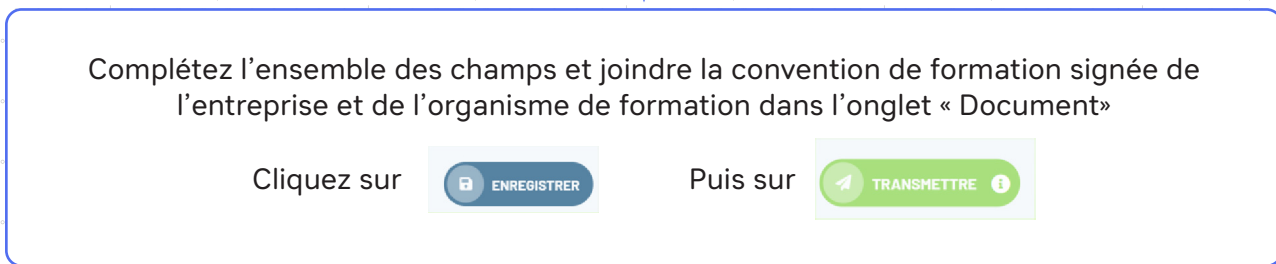 Complétez l’ensemble des champs et joindre la convention de formation signée de
l’entreprise et de l’organisme de formation dans l’onglet « Document»
Cliquez sur ENREGISTRER Puis sur TRANSMETTRE i